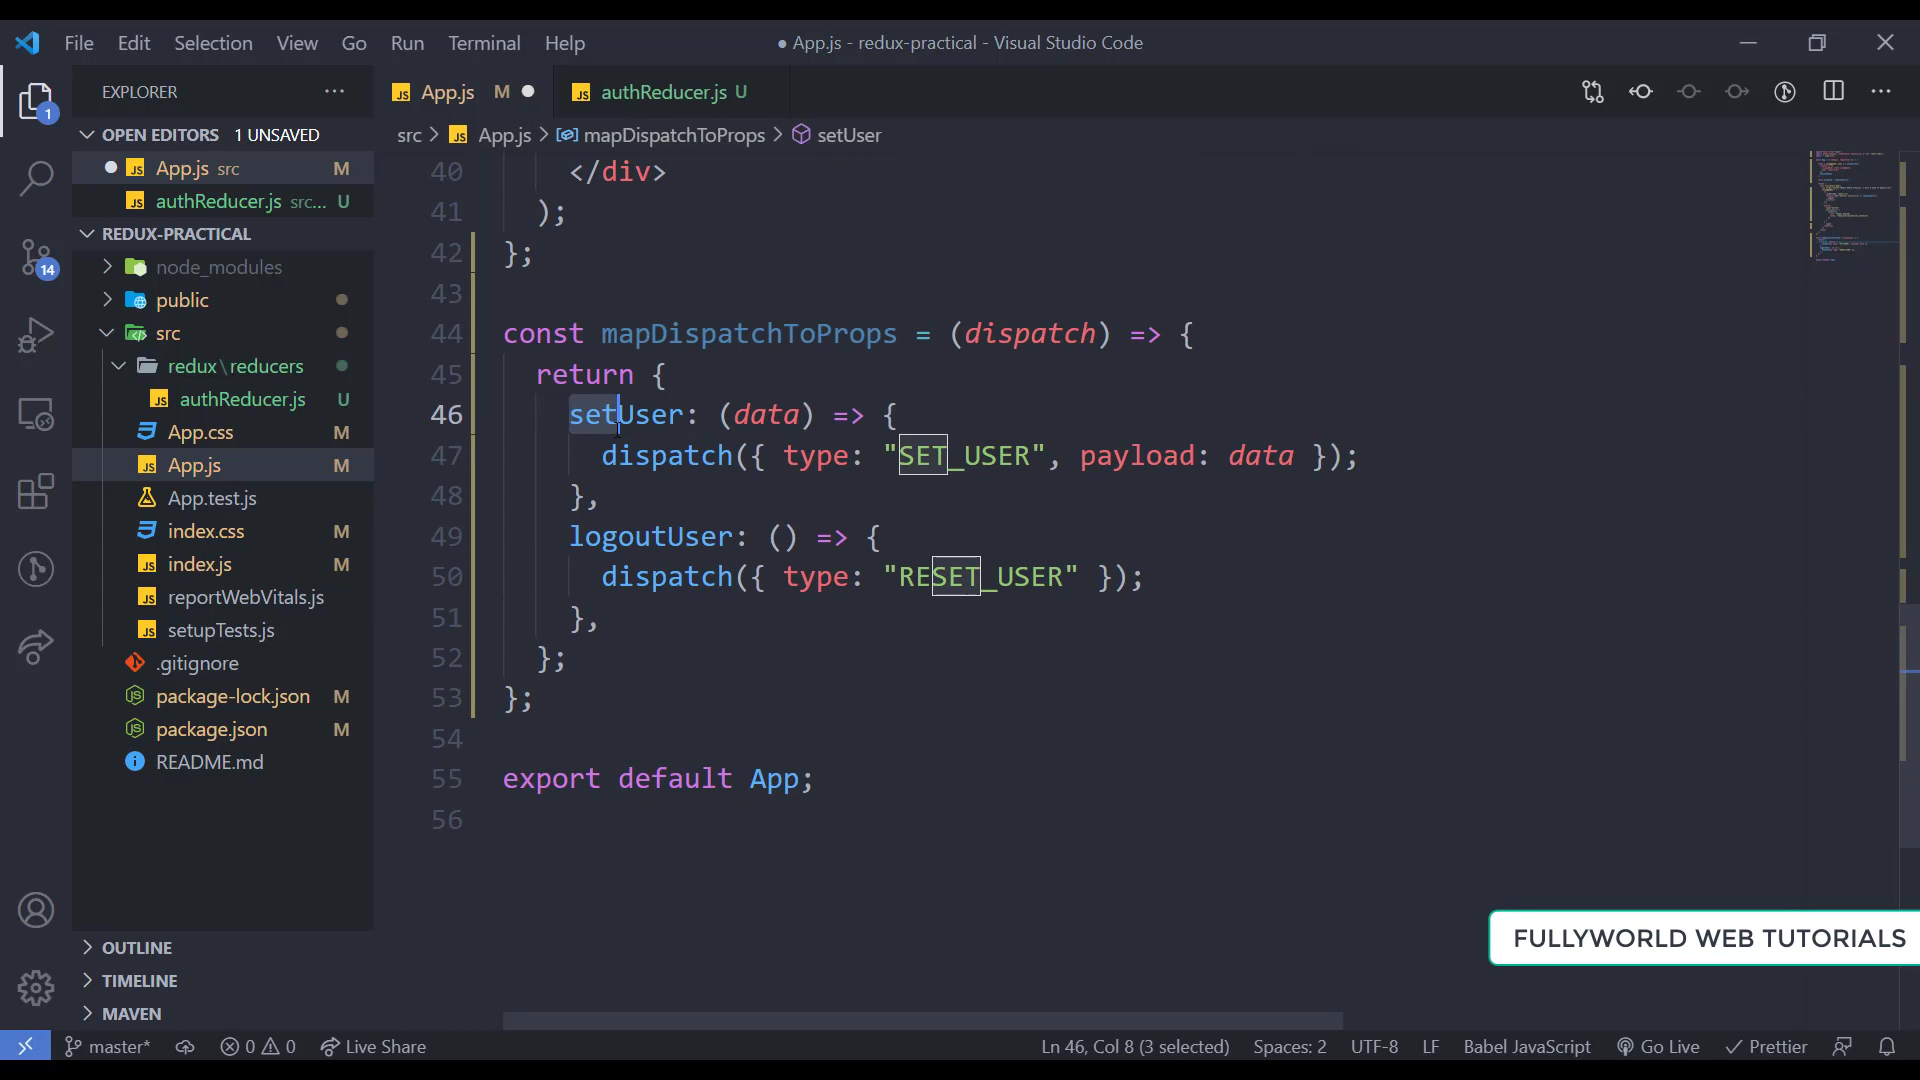 File Edit Selection View Go Run Terminal Help
● App.js - redux-practical - Visual Studio Code
EXPLORER
App.js M
authReducer.js U
OPEN EDITORS 1 UNSAVED
App.js src M
authReducer.js src... U
REDUX-PRACTICAL
node_modules
public
src
redux\reducers
authReducer.js U
App.css M
App.js M
App.test.js
index.css M
index.js M
reportWebVitals.js
setupTests.js
.gitignore
package-lock.json M
package.json M
README.md
OUTLINE
TIMELINE
MAVEN
1
14
src > App.js > mapDispatchToProps > setUser
40 </div>
41 );
42 };
43
44 const mapDispatchToProps = (dispatch) => {
45 return {
46 setUser: (data) => {
47 dispatch({ type: "SET_USER", payload: data });
48 },
49 logoutUser: () => {
50 dispatch({ type: "RESET_USER" });
51 },
52 };
53 };
54
55 export default App;
56
FULLYWORLD WEB TUTORIALS
master* 0 0 Live Share
Ln 46, Col 8 (3 selected) Spaces: 2 UTF-8 LF Babel JavaScript Go Live Prettier